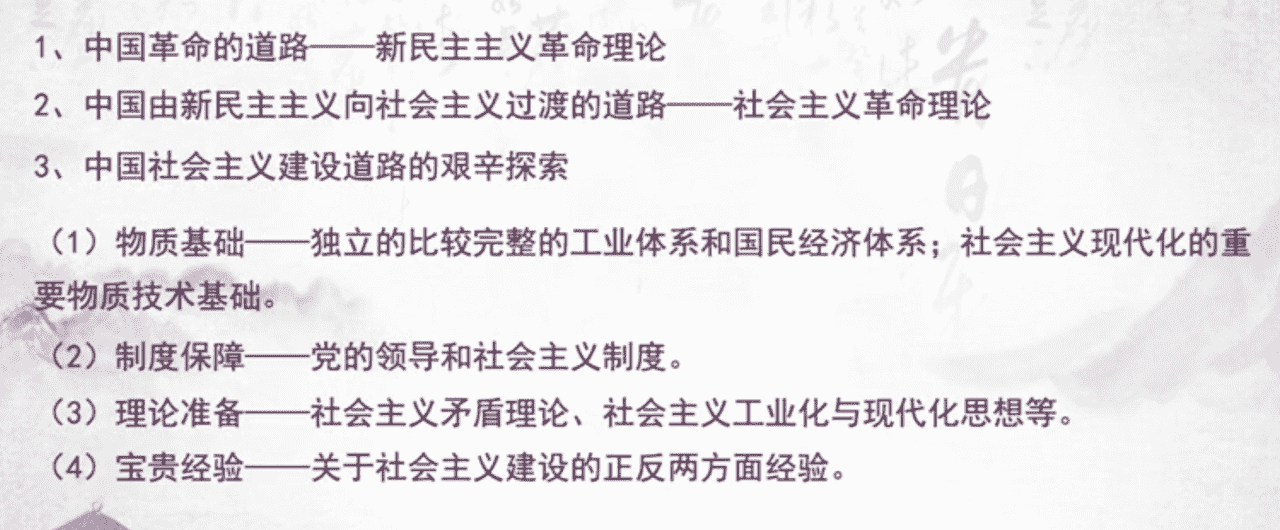 1、中国革命的道路——新民主主义革命理论
2、中国由新民主主义向社会主义过渡的道路——社会主义革命理论
3、中国社会主义建设道路的艰辛探索
（1）物质基础——独立的比较完整的工业体系和国民经济体系；社会主义现代化的重
要物质技术基础。
（2）制度保障——党的领导和社会主义制度。
（3）理论准备——社会主义矛盾理论、社会主义工业化与现代化思想等。
（4）宝贵经验——关于社会主义建设的正反两方面经验。